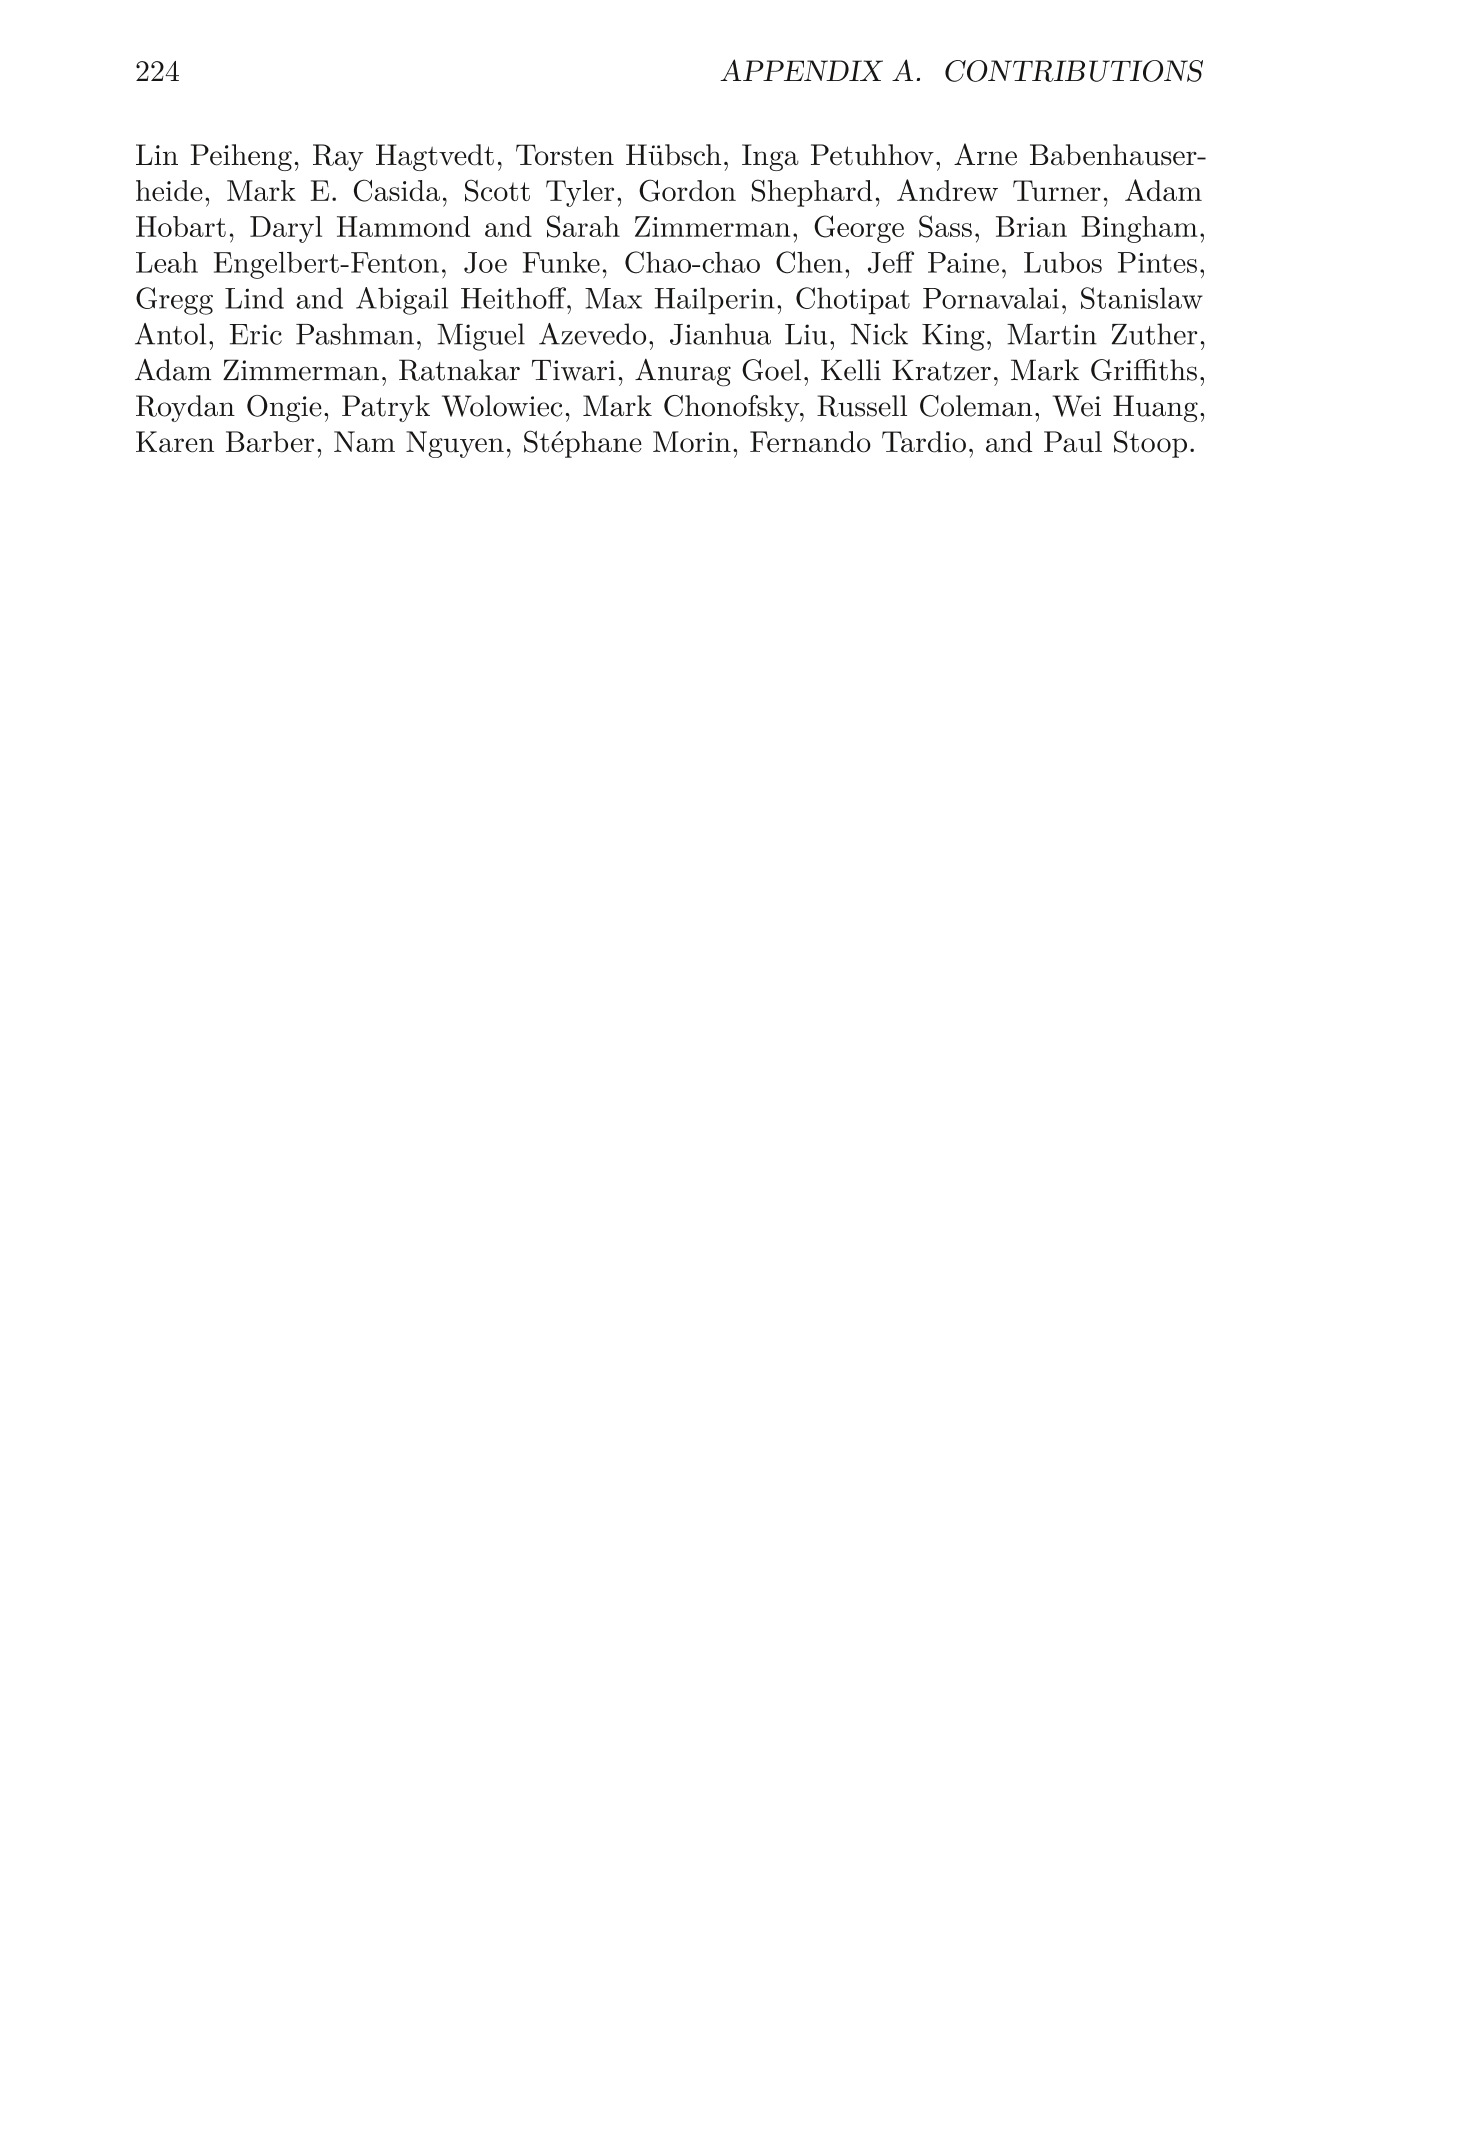 224 APPENDIX A. CONTRIBUTIONS
Lin Peiheng, Ray Hagtvedt, Torsten Hübsch, Inga Petuhhov, Arne Babenhauser-
heide, Mark E. Casida, Scott Tyler, Gordon Shephard, Andrew Turner, Adam
Hobart, Daryl Hammond and Sarah Zimmerman, George Sass, Brian Bingham,
Leah Engelbert-Fenton, Joe Funke, Chao-chao Chen, Jeff Paine, Lubos Pintes,
Gregg Lind and Abigail Heithoff, Max Hailperin, Chotipat Pornavalai, Stanislaw
Antol, Eric Pashman, Miguel Azevedo, Jianhua Liu, Nick King, Martin Zuther,
Adam Zimmerman, Ratnakar Tiwari, Anurag Goel, Kelli Kratzer, Mark Griffiths,
Roydan Ongie, Patryk Wolowiec, Mark Chonofsky, Russell Coleman, Wei Huang,
Karen Barber, Nam Nguyen, Stéphane Morin, Fernando Tardio, and Paul Stoop.